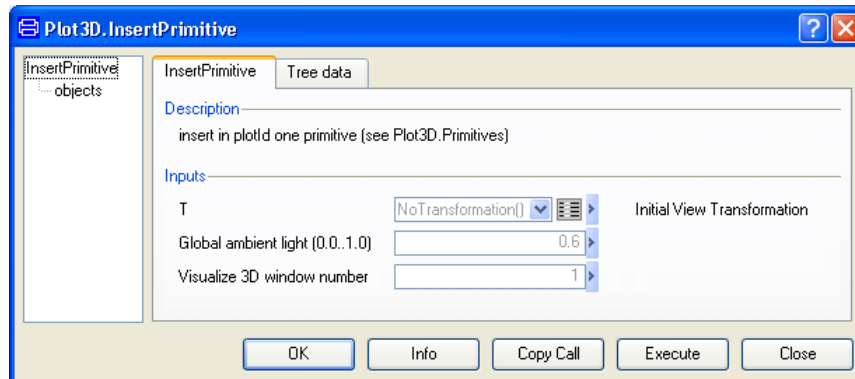 Plot3D.InsertPrimitive
InsertPrimitive
objects
InsertPrimitive Tree data
Description
insert in plotId one primitive (see Plot3D.Primitives)
Inputs
T NoTransformation() Initial View Transformation
Global ambient light (0.0..1.0) 0.6
Visualize 3D window number 1
OK Info Copy Call Execute Close